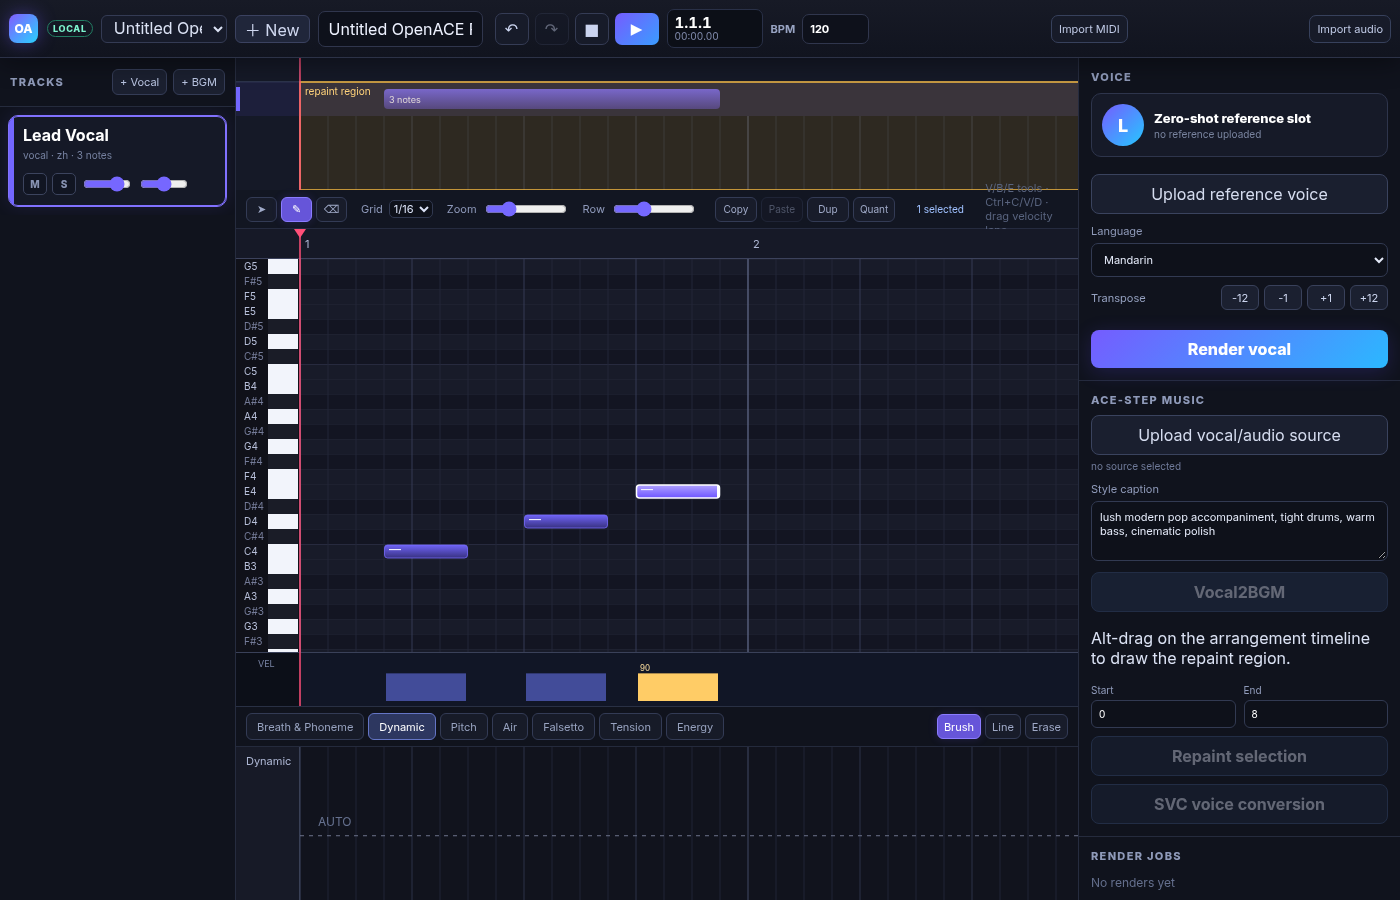 OA
LOCAL
Untitled Ope
+ New
Untitled OpenACE
1.1.1
00:00.00
BPM
120
Import MIDI
Import audio
TRACKS
+ Vocal
+ BGM
Lead Vocal
vocal · zh · 3 notes
M
S
repaint region
3 notes
Grid
1/16
Zoom
Row
Copy
Paste
Dup
Quant
1 selected
V/B/E tools ·
Ctrl+C/V/D ·
drag velocity
1
2
G5
F#5
F5
E5
D#5
D5
C#5
C5
B4
A#4
A4
G#4
G4
F#4
F4
E4
D#4
D4
C#4
C4
B3
A#3
A3
G#3
G3
F#3
VEL
90
Breath & Phoneme
Dynamic
Pitch
Air
Falsetto
Tension
Energy
Brush
Line
Erase
Dynamic
AUTO
VOICE
L
Zero-shot reference slot
no reference uploaded
Upload reference voice
Language
Mandarin
Transpose
-12
-1
+1
+12
Render vocal
ACE-STEP MUSIC
Upload vocal/audio source
no source selected
Style caption
lush modern pop accompaniment, tight drums, warm
bass, cinematic polish
Vocal2BGM
Alt-drag on the arrangement timeline
to draw the repaint region.
Start
End
0
8
Repaint selection
SVC voice conversion
RENDER JOBS
No renders yet